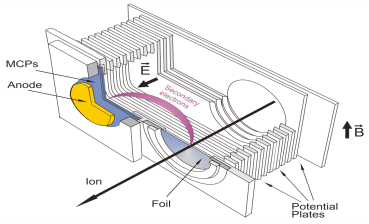 MCPs
Anode
E
Secondary
electrons
B
Ion
Foil
Potential
Plates